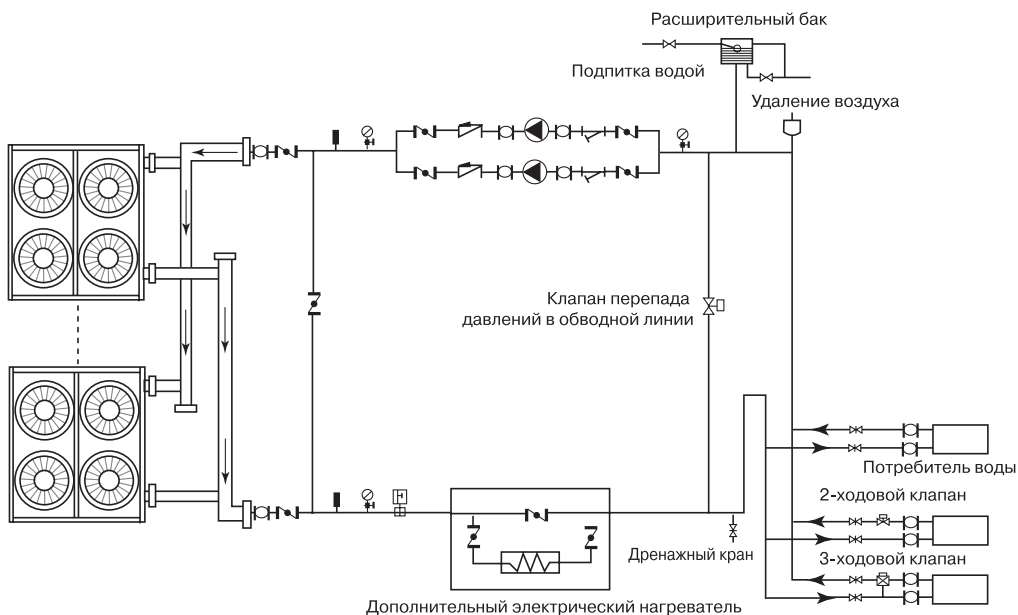 Расширительный бак
Подпитка водой
Удаление воздуха
Клапан перепада
давлений в обводной линии
Потребитель воды
2-ходовой клапан
3-ходовой клапан
Дренажный кран
Дополнительный электрический нагреватель